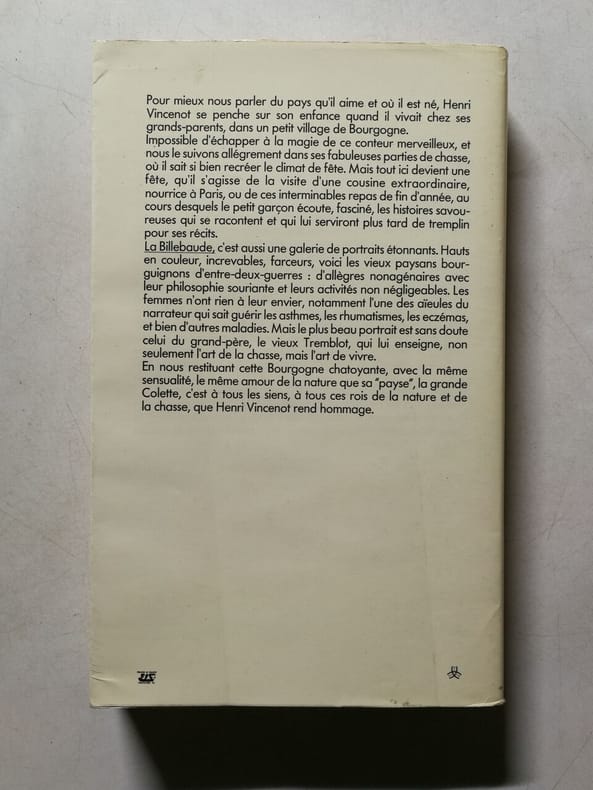 Pour mieux nous parler du pays qu'il aime et où il est né, Henri
Vincenot se penche sur son enfance quand il vivait chez ses
grands-parents, dans un petit village de Bourgogne.
Impossible d'échapper à la magie de ce conteur merveilleux, et
nous le suivons allégrement dans ses fabuleuses parties de chasse,
où il sait si bien recréer le climat de fête. Mais tout ici devient une
fête, qu'il s'agisse de la visite d'une cousine extraordinaire,
nourrice à Paris, ou de ces interminables repas de fin d'année, au
cours desquels le petit garçon écoute, fasciné, les histoires savou-
reuses qui se racontent et qui lui serviront plus tard de tremplin
pour ses récits.
La Billebaude, c'est aussi une galerie de portraits étonnants. Hauts
en couleur, increvables, farceurs, voici les vieux paysans bour-
guignons d'entre-deux-guerres : d'allègres nonagénaires avec
leur philosophie souriante et leurs activités non négligeables. Les
femmes n'ont rien à leur envier, notamment l'une des aïeules du
narrateur qui sait guérir les asthmes, les rhumatismes, les eczémas,
et bien d'autres maladies. Mais le plus beau portrait est sans doute
celui du grand-père, le vieux Tremblot, qui lui enseigne, non
seulement l'art de la chasse, mais l'art de vivre.
En nous restituant cette Bourgogne chatoyante, avec la même
sensualité, le même amour de la nature que sa "payse", la grande
Colette, c'est à tous les siens, à tous ces rois de la nature et de
la chasse, que Henri Vincenot rend hommage.